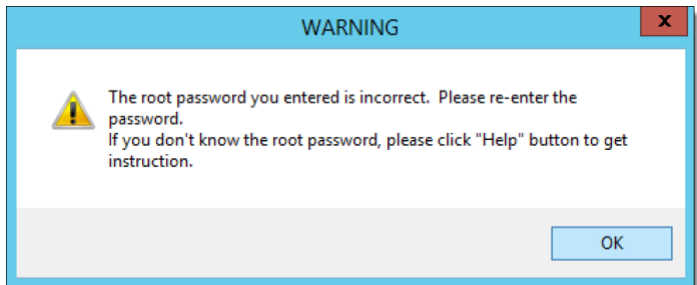 WARNING
x
The root password you entered is incorrect.  Please re-enter the
password.
If you don't know the root password, please click "Help" button to get
instruction.
OK